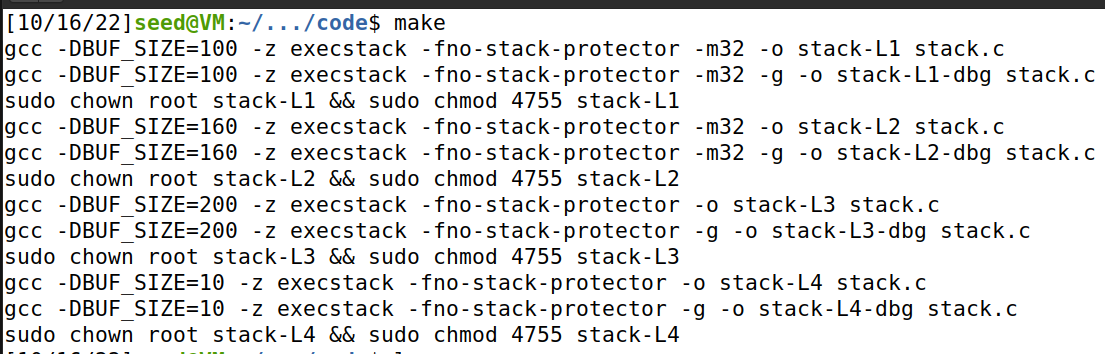 [10/16/22]seed@VM:~/.../code$ make
gcc -DBUF_SIZE=100 -z execstack -fno-stack-protector -m32 -o stack-L1 stack.c
gcc -DBUF_SIZE=100 -z execstack -fno-stack-protector -m32 -g -o stack-L1-dbg stack.c
sudo chown root stack-L1 && sudo chmod 4755 stack-L1
gcc -DBUF_SIZE=160 -z execstack -fno-stack-protector -m32 -o stack-L2 stack.c
gcc -DBUF_SIZE=160 -z execstack -fno-stack-protector -m32 -g -o stack-L2-dbg stack.c
sudo chown root stack-L2 && sudo chmod 4755 stack-L2
gcc -DBUF_SIZE=200 -z execstack -fno-stack-protector -o stack-L3 stack.c
gcc -DBUF_SIZE=200 -z execstack -fno-stack-protector -g -o stack-L3-dbg stack.c
sudo chown root stack-L3 && sudo chmod 4755 stack-L3
gcc -DBUF_SIZE=10 -z execstack -fno-stack-protector -o stack-L4 stack.c
gcc -DBUF_SIZE=10 -z execstack -fno-stack-protector -g -o stack-L4-dbg stack.c
sudo chown root stack-L4 && sudo chmod 4755 stack-L4